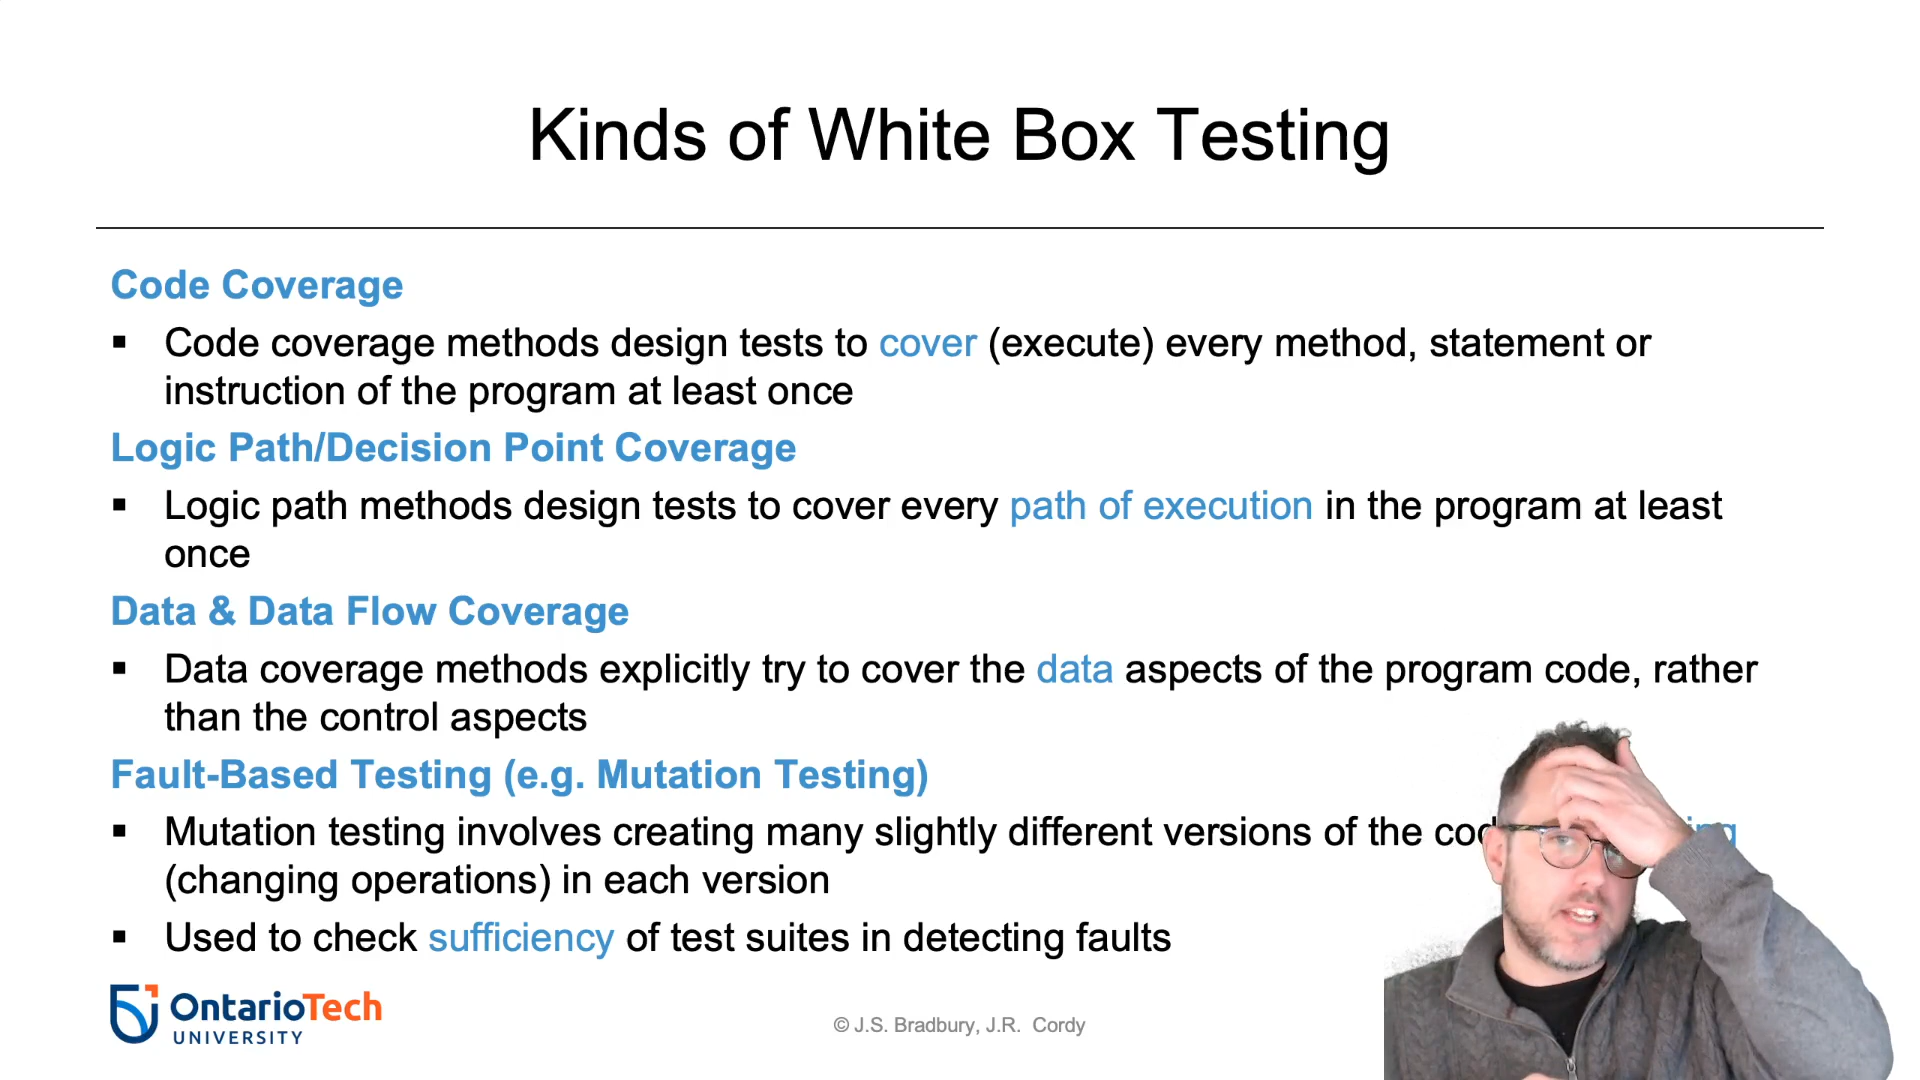 Kinds of White Box Testing
Code Coverage
▪ Code coverage methods design tests to cover (execute) every method, statement or
instruction of the program at least once
Logic Path/Decision Point Coverage
▪ Logic path methods design tests to cover every path of execution in the program at least
once
Data & Data Flow Coverage
▪ Data coverage methods explicitly try to cover the data aspects of the program code, rather
than the control aspects
Fault-Based Testing (e.g. Mutation Testing)
▪ Mutation testing involves creating many slightly different versions of the
(changing operations) in each version
▪ Used to check sufficiency of test suites in detecting faults
OntarioTech
UNIVERSITY
© J.S. Bradbury, J.R. Cordy